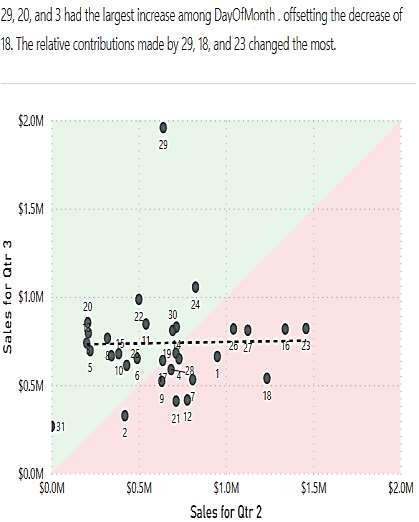 29, 20, and 3 had the largest increase among DayOfMonth . offsetting the decrease of
18. The relative contributions made by 29, 18, and 23 changed the most.
$2.0M
29
$1.5M
24
$1.0M
20
22
30
11
15
8
25
19
14
26
27
16
23
5
10
6
17
4
28
1
$0.5M
9
7
18
2
21
12
31
$0.0M
$0.0M
$0.5M
$1.0M
$1.5M
$2.0M
Sales for Qtr 3
Sales for Qtr 2